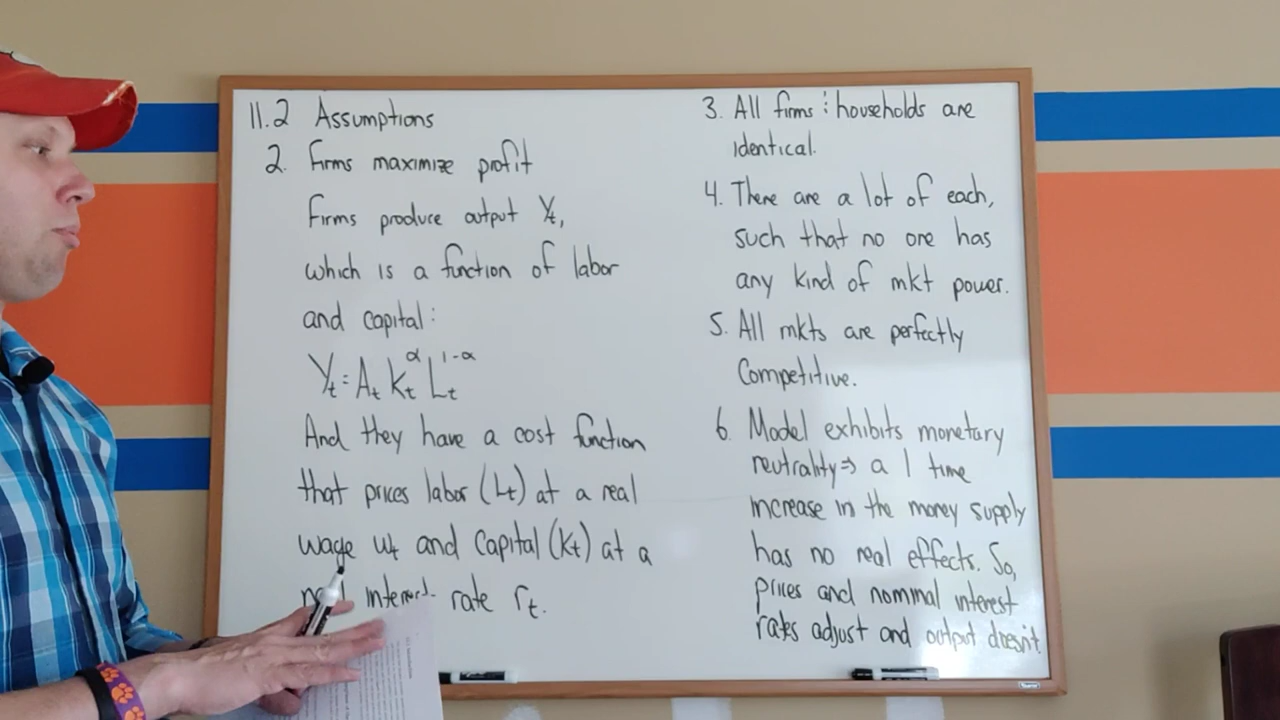 11.2 Assumptions
2. Firms maximize profit
Firms produce output Yt,
which is a function of labor
and capital:
Yt = At Kt^α Lt^1-α
And they have a cost function
that prices labor (Lt) at a real
wage wt and capital (Kt) at a
interest rate rt.
3. All firms & households are
identical.
4. There are a lot of each,
such that no one has
any kind of mkt power.
5. All mkts are perfectly
Competitive.
6. Model exhibits monetary
neutrality => a 1 time
increase in the money supply
has no real effects. So,
prices and nominal interest
rates adjust and output doesn't.